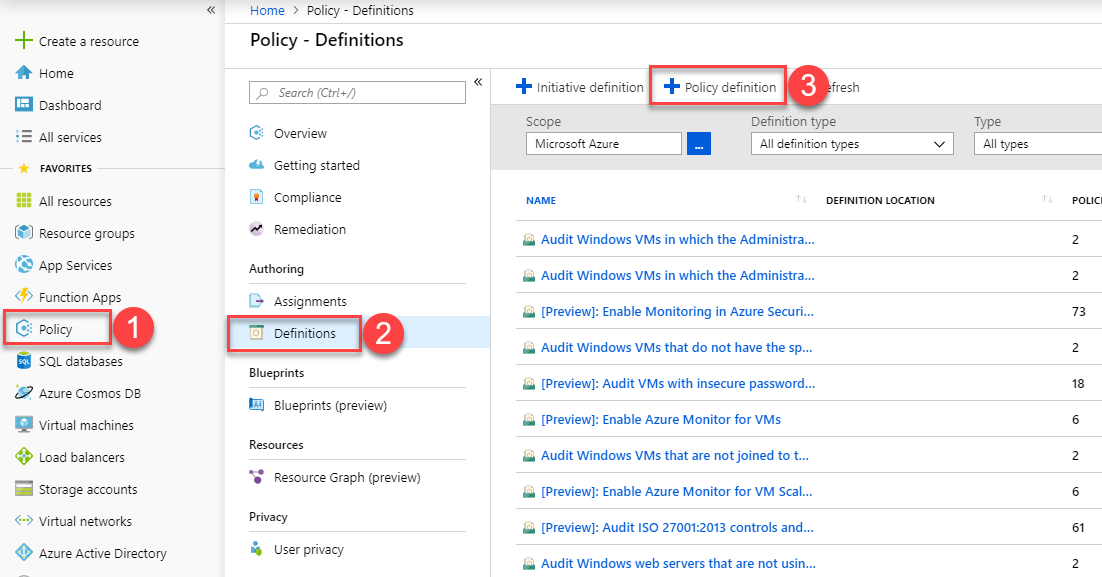 «
Create a resource
Home
Dashboard
All services
FAVORITES
All resources
Resource groups
App Services
Function Apps
Policy
1
SQL databases
Azure Cosmos DB
Virtual machines
Load balancers
Storage accounts
Virtual networks
Azure Active Directory
Home > Policy - Definitions
Policy - Definitions
Search (Ctrl+/)
«
Overview
Getting started
Compliance
Remediation
Authoring
Assignments
Definitions
2
Blueprints
Blueprints (preview)
Resources
Resource Graph (preview)
Privacy
User privacy
Initiative definition
Policy definition
3
efresh
Scope
Definition type
Type
Microsoft Azure
...
All definition types
All types
NAME DEFINITION LOCATION POLICI
Audit Windows VMs in which the Administra... 2
Audit Windows VMs in which the Administra... 2
[Preview]: Enable Monitoring in Azure Securi... 73
Audit Windows VMs that do not have the sp... 2
[Preview]: Audit VMs with insecure password... 18
[Preview]: Enable Azure Monitor for VMs 6
Audit Windows VMs that are not joined to t... 2
[Preview]: Enable Azure Monitor for VM Scal... 6
[Preview]: Audit ISO 27001:2013 controls and... 61
Audit Windows web servers that are not usin... 2